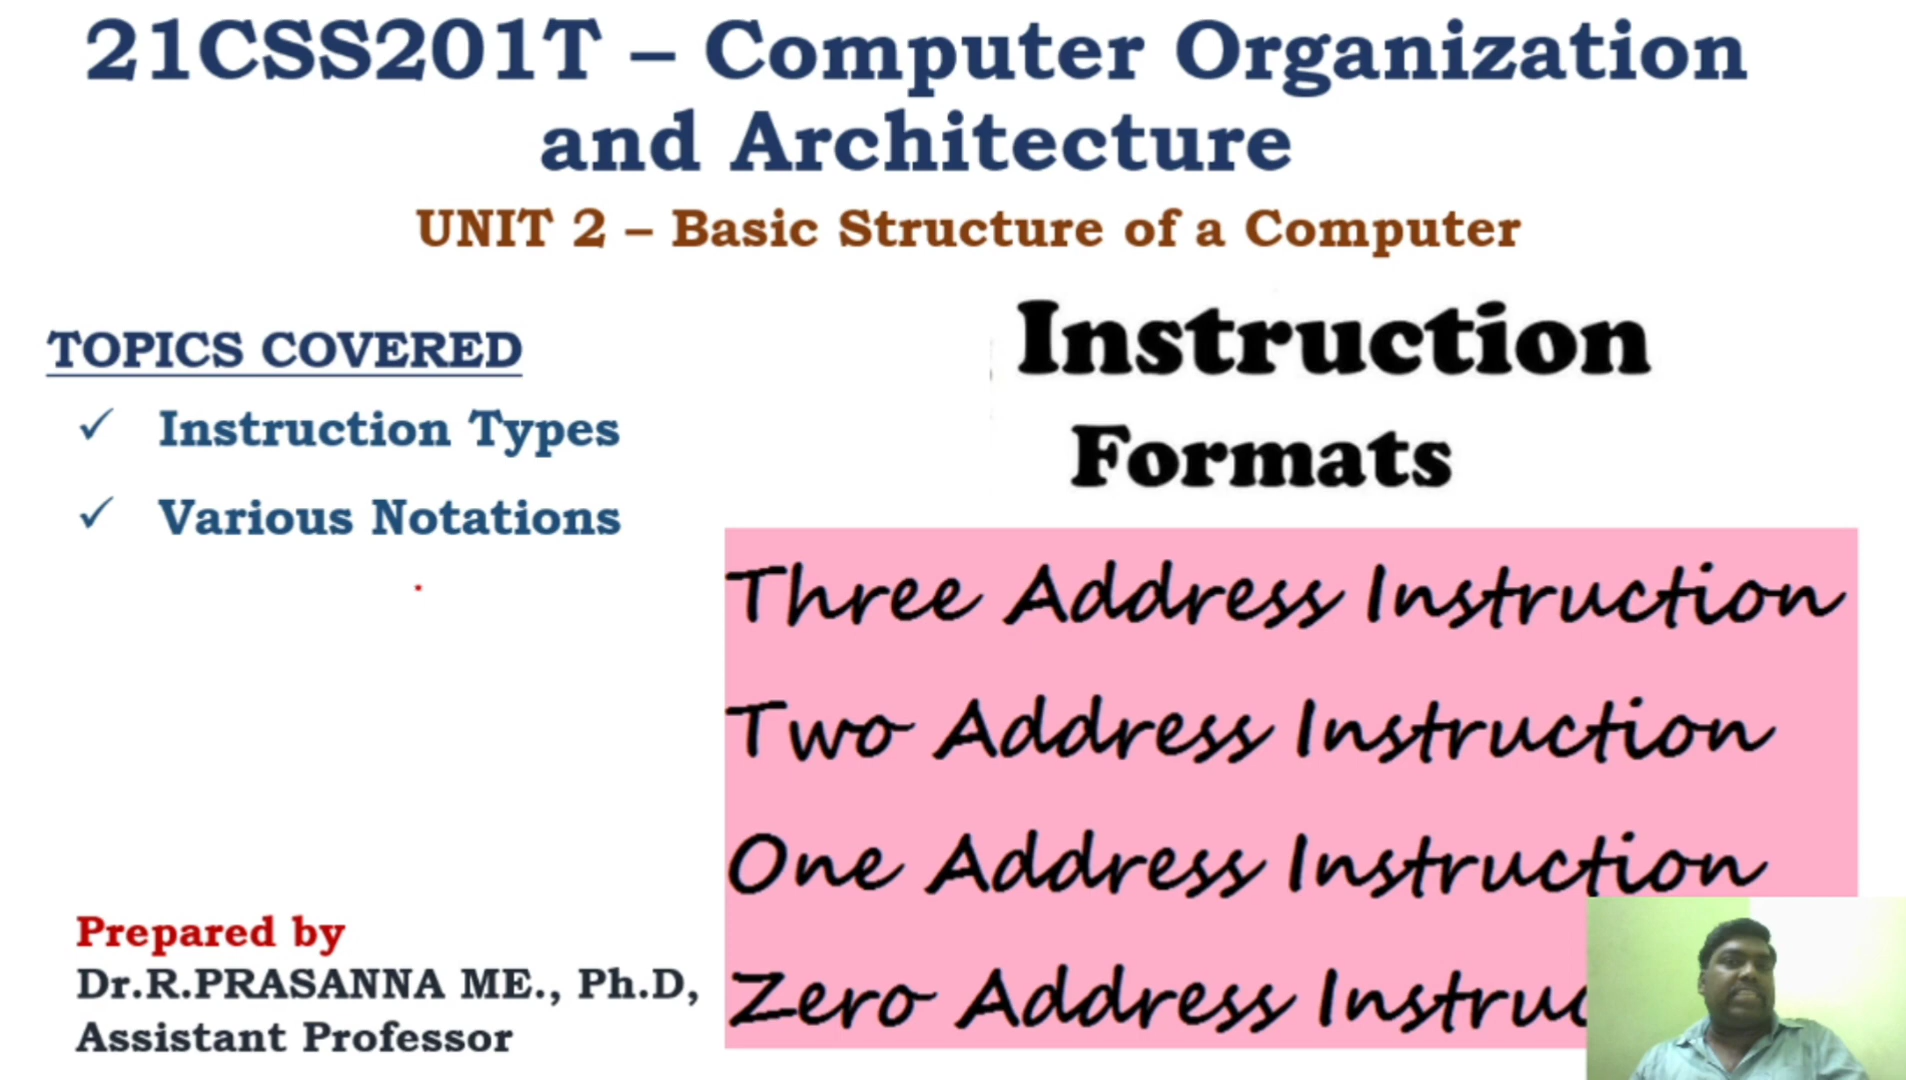 21CSS201T – Computer Organization
and Architecture
UNIT 2 – Basic Structure of a Computer
TOPICS COVERED
✓ Instruction Types
✓ Various Notations
Instruction
Formats
Three Address Instruction
Two Address Instruction
One Address Instruction
Zero Address Instruc
Prepared by
Dr.R.PRASANNA ME., Ph.D,
Assistant Professor